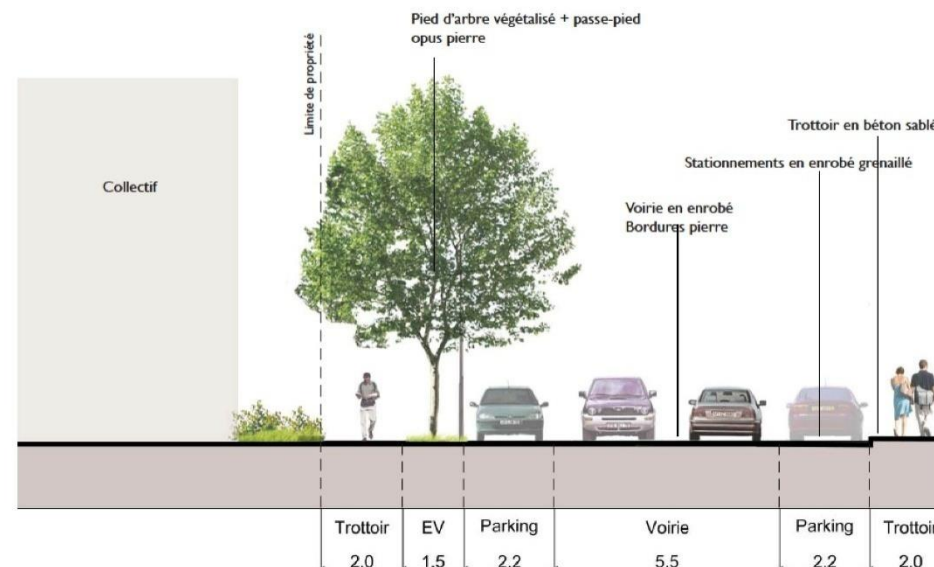 Pied d'arbre végétalisé + passe-pied
opus pierre
Limite de propriété
Trottoir en béton sablé
Stationnements en enrobé grenaillé
Collectif
Voirie en enrobé
Bordures pierre
Trottoir EV Parking Voirie Parking Trottoir
2.0 1.5 2.2 5.5 2.2 2.0